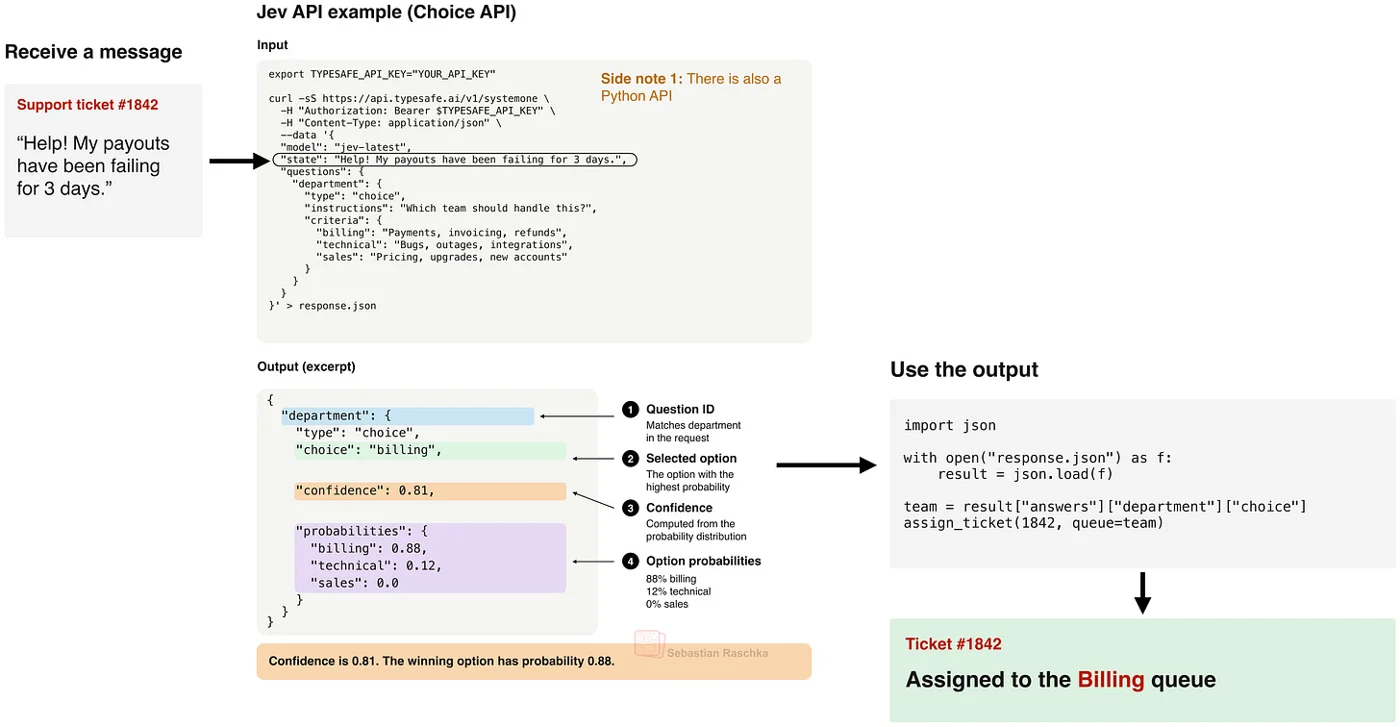 Jev API example (Choice API)
Receive a message
Support ticket #1842
“Help! My payouts
have been failing
for 3 days.”
Input
export TYPESAFE_API_KEY="YOUR_API_KEY"
curl -sS https://api.typesafe.ai/v1/systemone \
-H "Authorization: Bearer $TYPESAFE_API_KEY" \
-H "Content-Type: application/json" \
--data '{
"model": "jev-latest",
"state": "Help! My payouts have been failing for 3 days.",
"questions": {
"department": {
"type": "choice",
"instructions": "Which team should handle this?",
"criteria": {
"billing": "Payments, invoicing, refunds",
"technical": "Bugs, outages, integrations",
"sales": "Pricing, upgrades, new accounts"
}
}
}
}' > response.json
Side note 1: There is also a
Python API
Output (excerpt)
{
"department": {
"type": "choice",
"choice": "billing",
"confidence": 0.81,
"probabilities": {
"billing": 0.88,
"technical": 0.12,
"sales": 0.0
}
}
}
1 Question ID
Matches department
in the request
2 Selected option
The option with the
highest probability
3 Confidence
Computed from the
probability distribution
4 Option probabilities
88% billing
12% technical
0% sales
Sebastian Raschka
Confidence is 0.81. The winning option has probability 0.88.
Use the output
import json
with open("response.json") as f:
result = json.load(f)
team = result["answers"]["department"]["choice"]
assign_ticket(1842, queue=team)
Ticket #1842
Assigned to the Billing queue